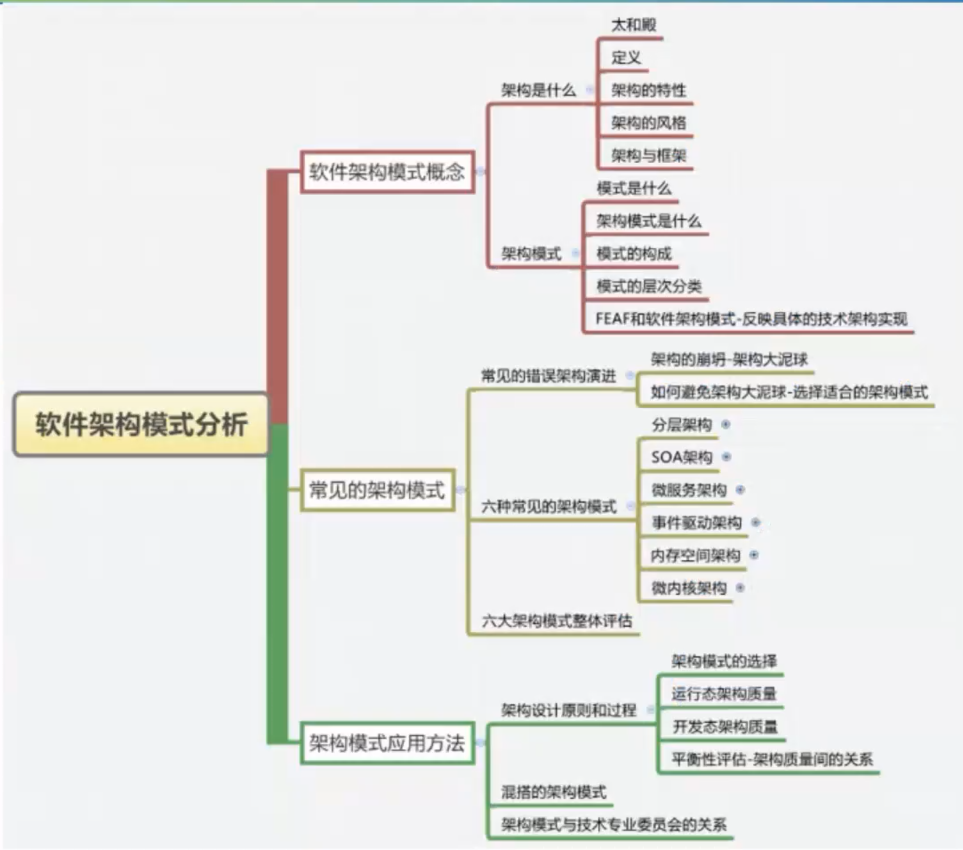 软件架构模式分析
软件架构模式概念
架构是什么
太和殿
定义
架构的特性
架构的风格
架构与框架
架构模式
模式是什么
架构模式是什么
模式的构成
模式的层次分类
FEAF和软件架构模式-反映具体的技术架构实现
常见的架构模式
常见的错误架构演进
架构的崩坍-架构大泥球
如何避免架构大泥球-选择适合的架构模式
六种常见的架构模式
分层架构
SOA架构
微服务架构
事件驱动架构
内存空间架构
微内核架构
六大架构模式整体评估
架构模式应用方法
架构设计原则和过程
架构模式的选择
运行态架构质量
开发态架构质量
平衡性评估-架构质量间的关系
混搭的架构模式
架构模式与技术专业委员会的关系